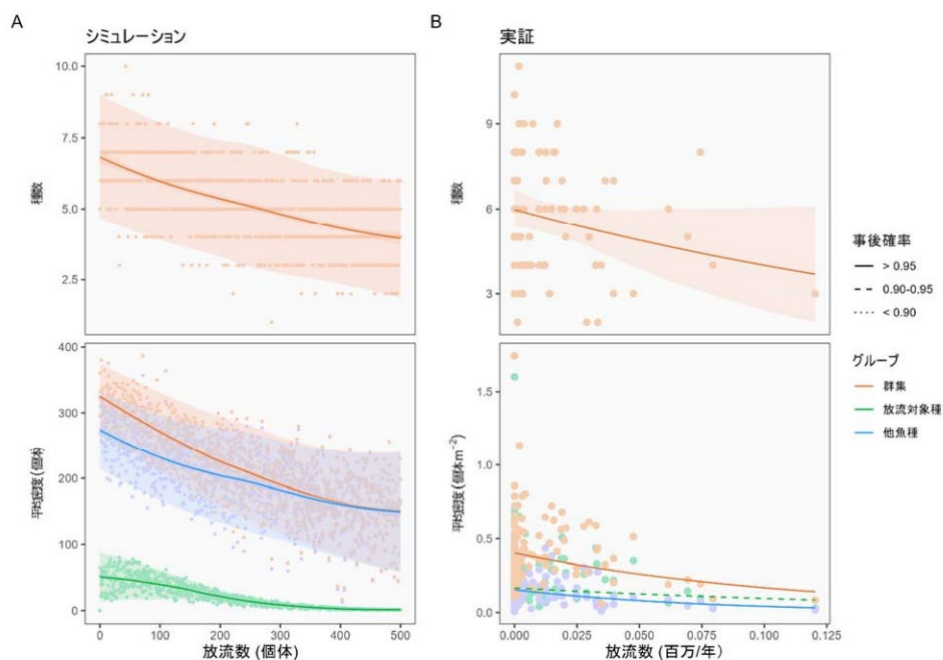 A
シミュレーション
10.0
7.5
5.0
2.5
種数
400
300
200
100
0
平均密度(個体)
0
100
200
300
400
500
放流数 (個体)
B
実証
9
6
3
種数
1.5
1.0
0.5
0.0
平均密度(個体m⁻²)
0.000
0.025
0.050
0.075
0.100
0.125
放流数 (百万/年)
事後確率
> 0.95
0.90-0.95
< 0.90
グループ
群集
放流対象種
他魚種